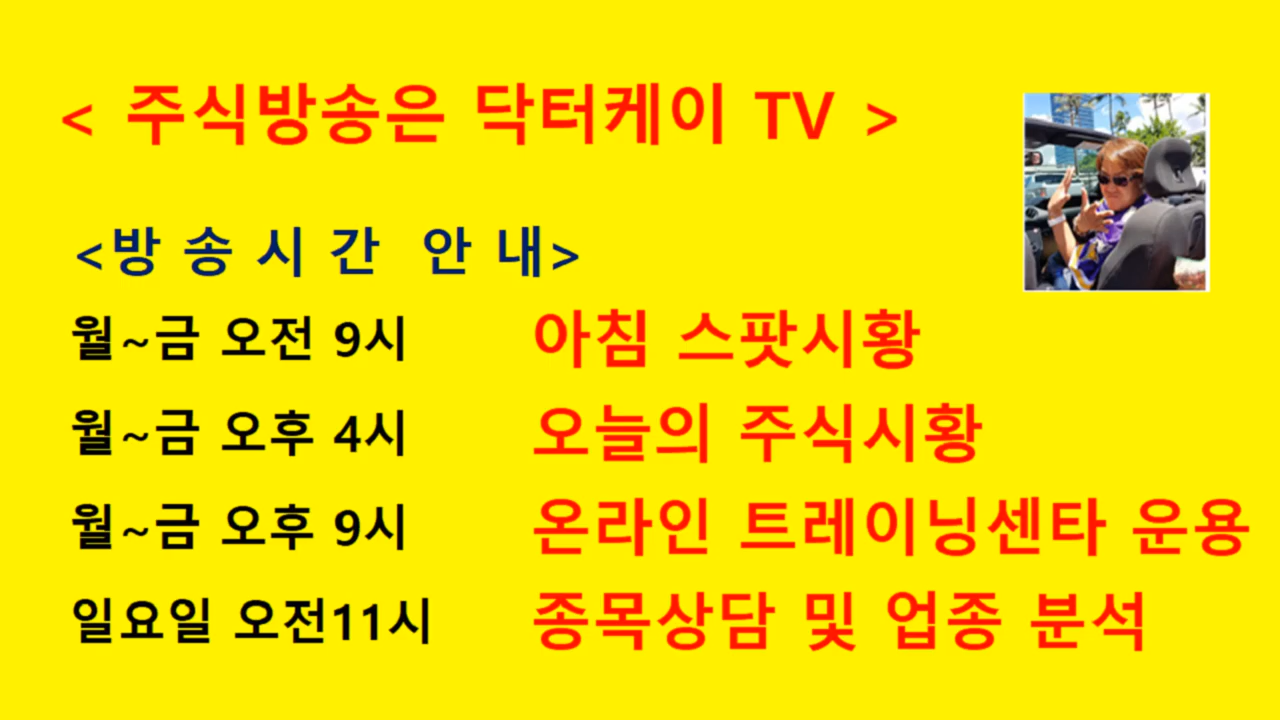 < 주식방송은 닥터케이 TV >
<방 송 시 간 안 내>
월~금 오전 9시 아침 스팟시황
월~금 오후 4시 오늘의 주식시황
월~금 오후 9시 온라인 트레이닝센타 운용
일요일 오전11시 종목상담 및 업종 분석